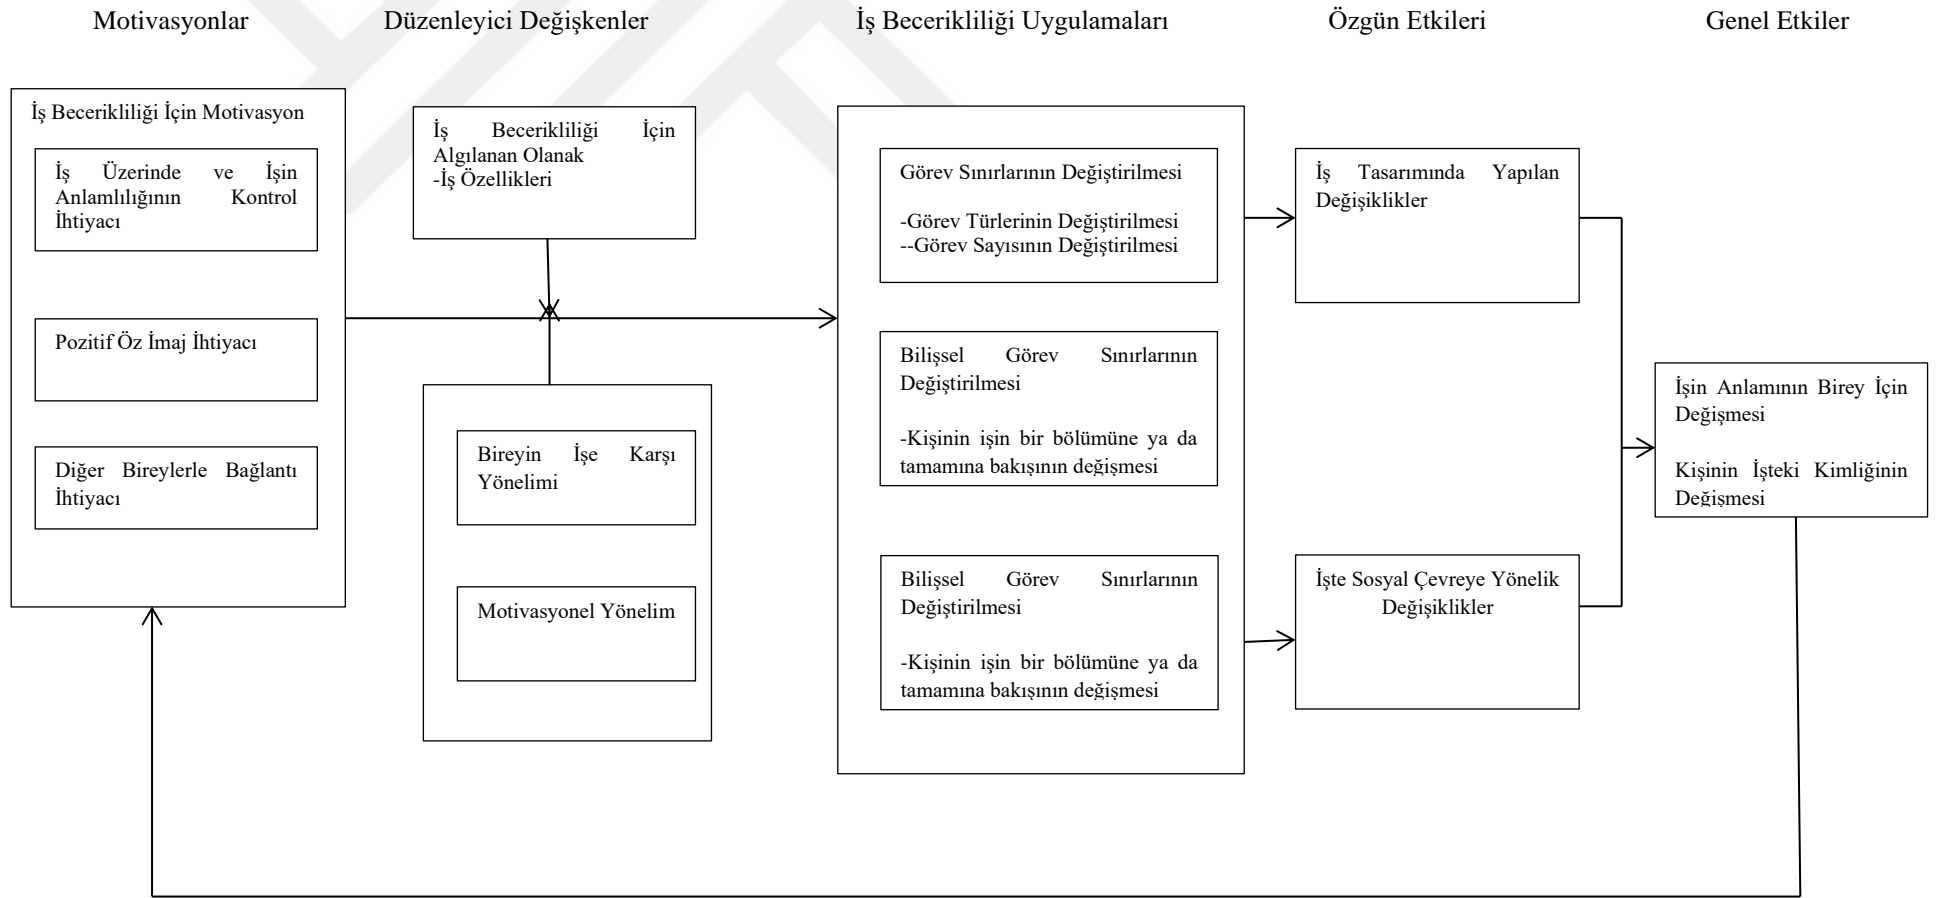 Motivasyonlar
Düzenleyici Değişkenler
İş Becerikliliği Uygulamaları
Özgün Etkileri
Genel Etkiler
İş Becerikliliği İçin Motivasyon
İş Üzerinde ve İşin
Anlamlılığının Kontrol
İhtiyacı
Pozitif Öz İmaj İhtiyacı
Diğer Bireylerle Bağlantı
İhtiyacı
İş Becerikliliği İçin
Algılanan Olanak
-İş Özellikleri
Bireyin İşe Karşı
Yönelimi
Motivasyonel Yönelim
Görev Sınırlarının Değiştirilmesi
-Görev Türlerinin Değiştirilmesi
--Görev Sayısının Değiştirilmesi
Bilişsel Görev Sınırlarının
Değiştirilmesi
-Kişinin işin bir bölümüne ya da
tamamına bakışının değişmesi
Bilişsel Görev Sınırlarının
Değiştirilmesi
-Kişinin işin bir bölümüne ya da
tamamına bakışının değişmesi
İş Tasarımında Yapılan
Değişiklikler
İşte Sosyal Çevreye Yönelik
Değişiklikler
İşin Anlamının Birey İçin
Değişmesi
Kişinin İşteki Kimliğinin
Değişmesi